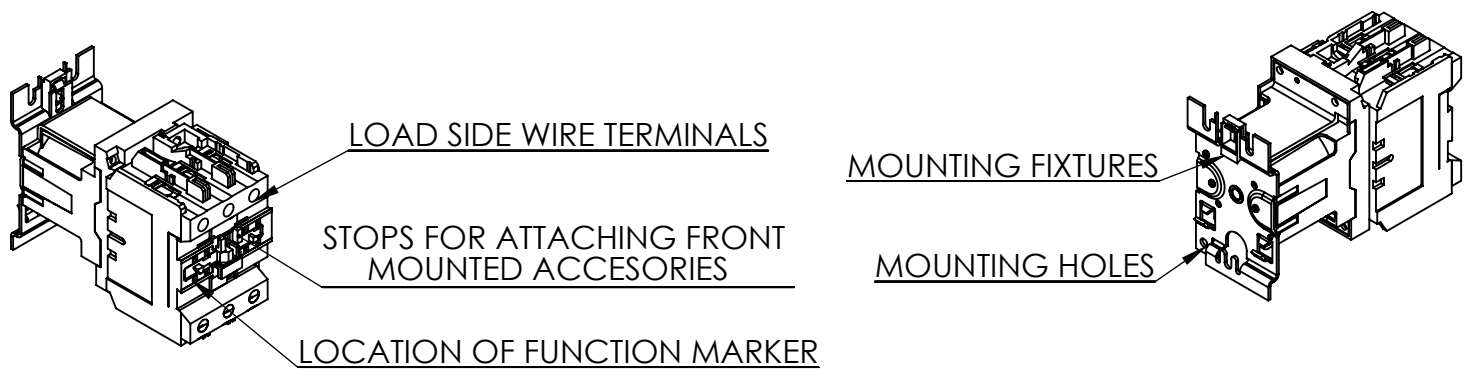 LOAD SIDE WIRE TERMINALS
STOPS FOR ATTACHING FRONT
MOUNTED ACCESORIES
LOCATION OF FUNCTION MARKER
MOUNTING FIXTURES
MOUNTING HOLES